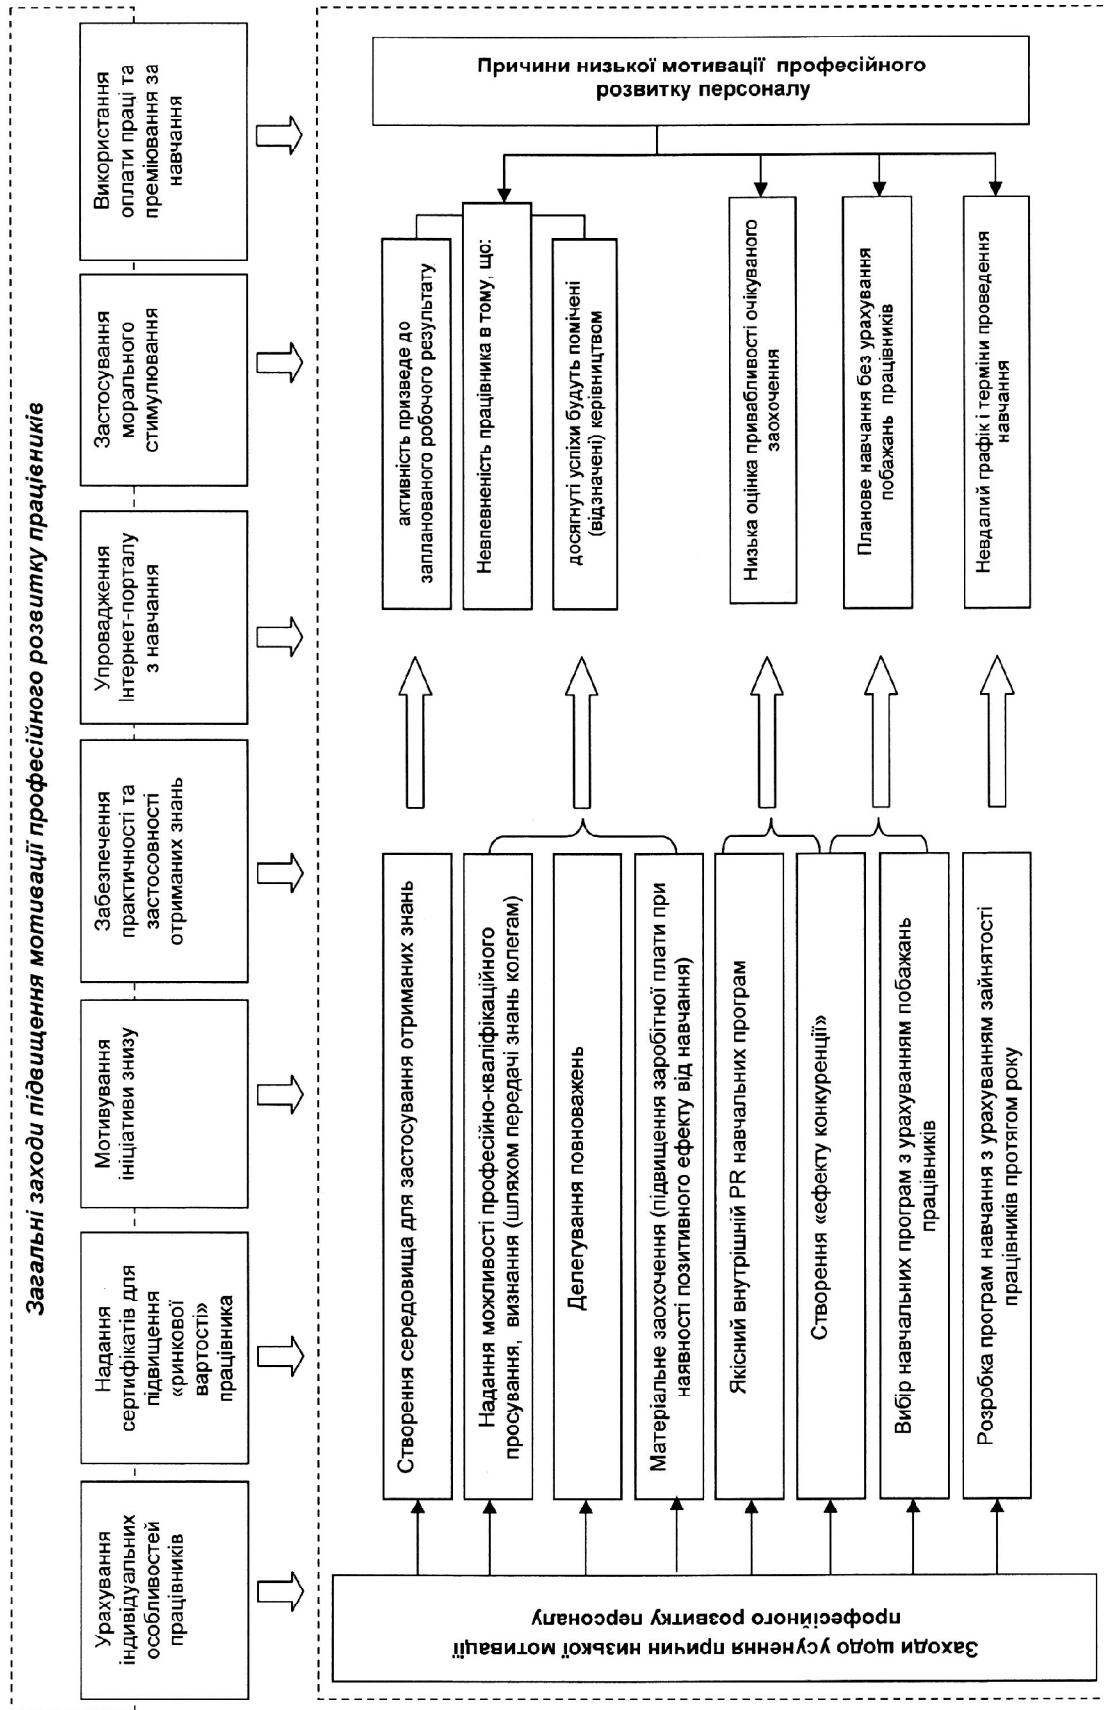 Загальні заходи підвищення мотивації професійного розвитку працівників
Урахування
індивідуальних
особливостей
працівників
Надання
сертифікатів для
підвищення
«ринкової
вартості»
працівника
Мотивування
ініціативи знизу
Забезпечення
практичності та
застосовності
отриманих знань
Упровадження
Інтернет-порталу
з навчання
Застосування
морального
стимулювання
Використання
оплати праці та
преміювання за
навчання
Заходи щодо усунення причин низької мотивації
професійного розвитку персоналу
Створення середовища для застосування отриманих знань
Надання можливості професійно-кваліфікаційного
просування, визнання (шляхом передачі знань колегам)
Делегування повноважень
Матеріальне заохочення (підвищення заробітної плати при
наявності позитивного ефекту від навчання)
Якісний внутрішній PR навчальних програм
Створення «ефекту конкуренції»
Вибір навчальних програм з урахуванням побажань
працівників
Розробка програм навчання з урахуванням зайнятості
працівників протягом року
Причини низької мотивації професійного
розвитку персоналу
активність призведе до
запланованого робочого результату
Невпевненість працівника в тому, що:
досягнуті успіхи будуть помічені
(відзначені) керівництвом
Низька оцінка привабливості очікуваного
заохочення
Планове навчання без урахування
побажань працівників
Невдалий графік і терміни проведення
навчання